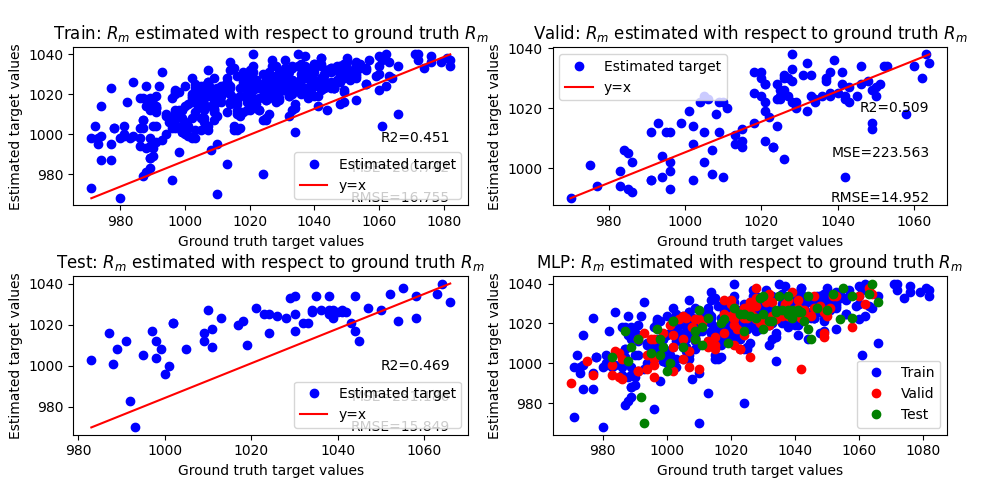 Train: R_m estimated with respect to ground truth R_m
Estimated target values
1040
1020
1000
980
R2=0.451
RMSE=16.755
Estimated target
y=x
980
1000
1020
1040
1060
1080
Ground truth target values
Valid: R_m estimated with respect to ground truth R_m
Estimated target values
1040
1020
1000
Estimated target
y=x
R2=0.509
MSE=223.563
RMSE=14.952
980
1000
1020
1040
1060
Ground truth target values
Test: R_m estimated with respect to ground truth R_m
Estimated target values
1040
1020
1000
980
R2=0.469
RMSE=15.849
Estimated target
y=x
980
1000
1020
1040
1060
Ground truth target values
MLP: R_m estimated with respect to ground truth R_m
Estimated target values
1040
1020
1000
980
Train
Valid
Test
980
1000
1020
1040
1060
1080
Ground truth target values